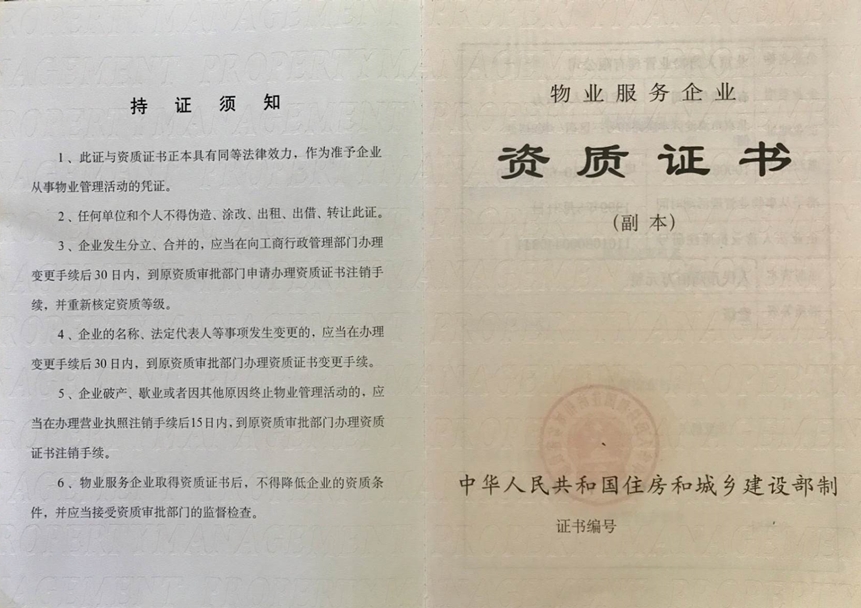 持证须知
1、此证与资质证书正本具有同等法律效力，作为准予企业
从事物业管理活动的凭证。
2、任何单位和个人不得伪造、涂改、出租、出借、转让此证。
3、企业发生分立、合并的，应当在向工商行政管理部门办理
变更手续后30日内，到原资质审批部门申请办理资质证书注销手
续，并重新核定资质等级。
4、企业的名称、法定代表人等事项发生变更的，应当在办理
变更手续后30日内，到原资质审批部门办理资质证书变更手续。
5、企业破产、歇业或者因其他原因终止物业管理活动的，应
当在办理营业执照注销手续后15日内，到原资质审批部门办理资质
证书注销手续。
6、物业服务企业取得资质证书后，不得降低企业的资质条
件，并应当接受资质审批部门的监督检查。
物业服务企业
资质证书
(副本)
中华人民共和国住房和城乡建设部制
证书编号